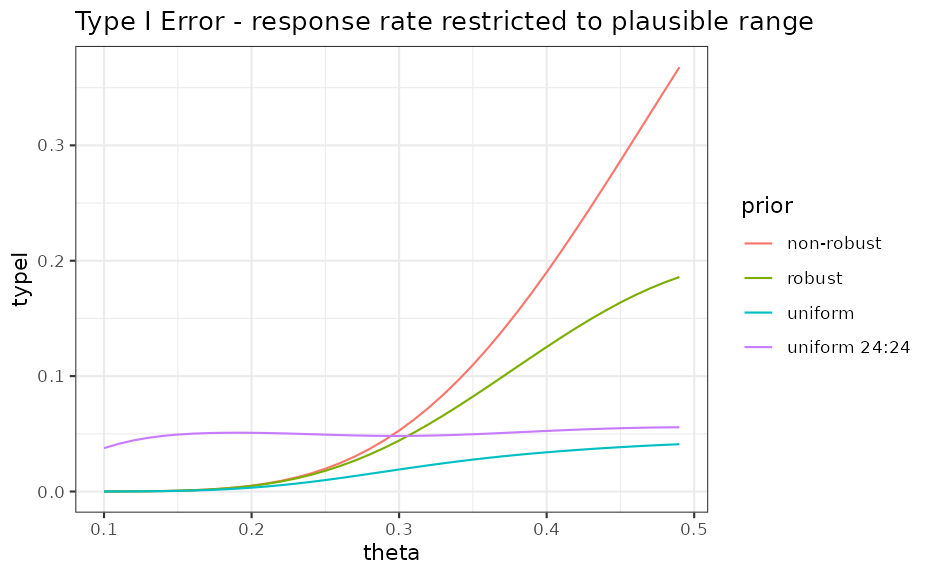 Type I Error - response rate restricted to plausible range
typeI
0.3
0.2
0.1
0.0
0.1 0.2 0.3 0.4 0.5
theta
prior
non-robust
robust
uniform
uniform 24:24